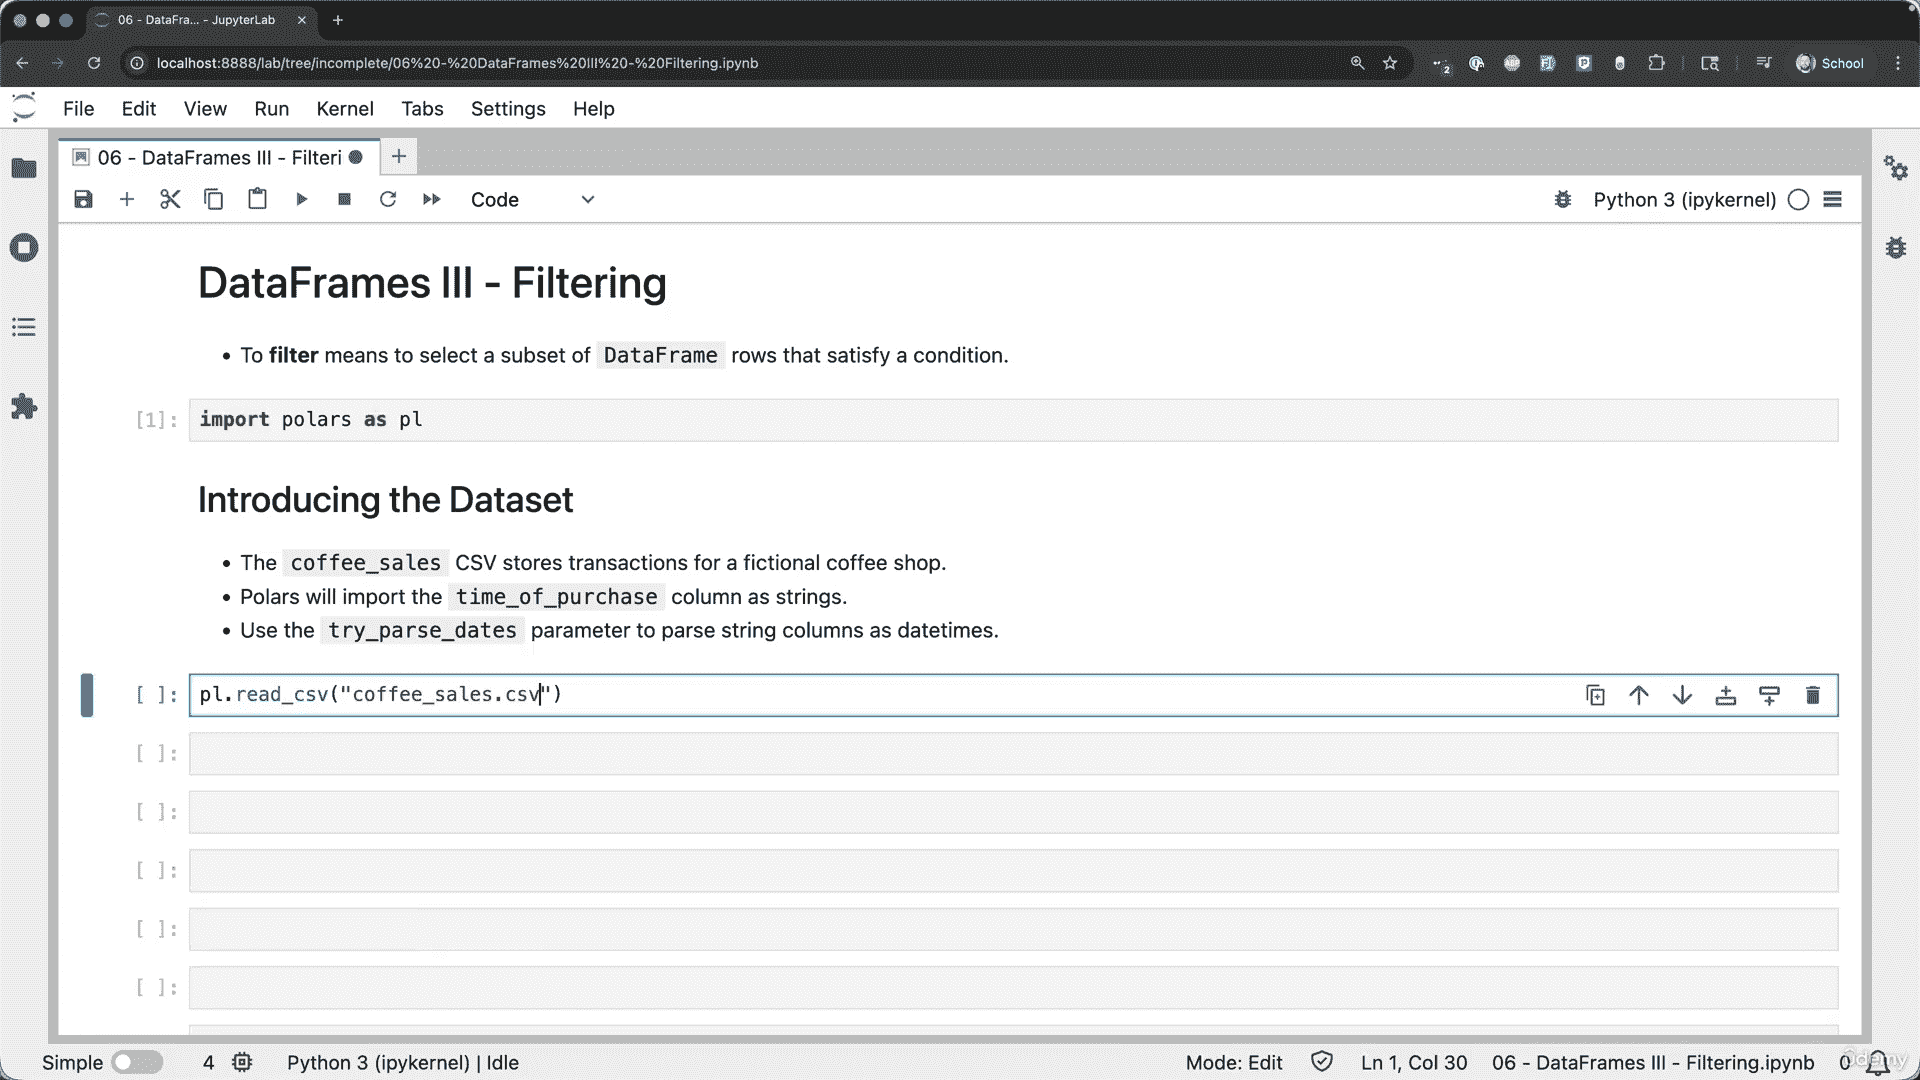 06 - DataFra... - JupyterLab
localhost:8888/lab/tree/incomplete/06%20-%20DataFrames%20III%20-%20Filtering.ipynb
2
School
File Edit View Run Kernel Tabs Settings Help
06 - DataFrames III - Filteri
Code
Python 3 (ipykernel)
DataFrames III - Filtering
• To filter means to select a subset of DataFrame rows that satisfy a condition.
[1]: import polars as pl
Introducing the Dataset
• The coffee_sales CSV stores transactions for a fictional coffee shop.
• Polars will import the time_of_purchase column as strings.
• Use the try_parse_dates parameter to parse string columns as datetimes.
[ ]: pl.read_csv("coffee_sales.csv")
[ ]:
[ ]:
[ ]:
[ ]:
[ ]:
Simple 4 Python 3 (ipykernel) | Idle Mode: Edit Ln 1, Col 30 06 - DataFrames III - Filtering.ipynb 0
Udemy